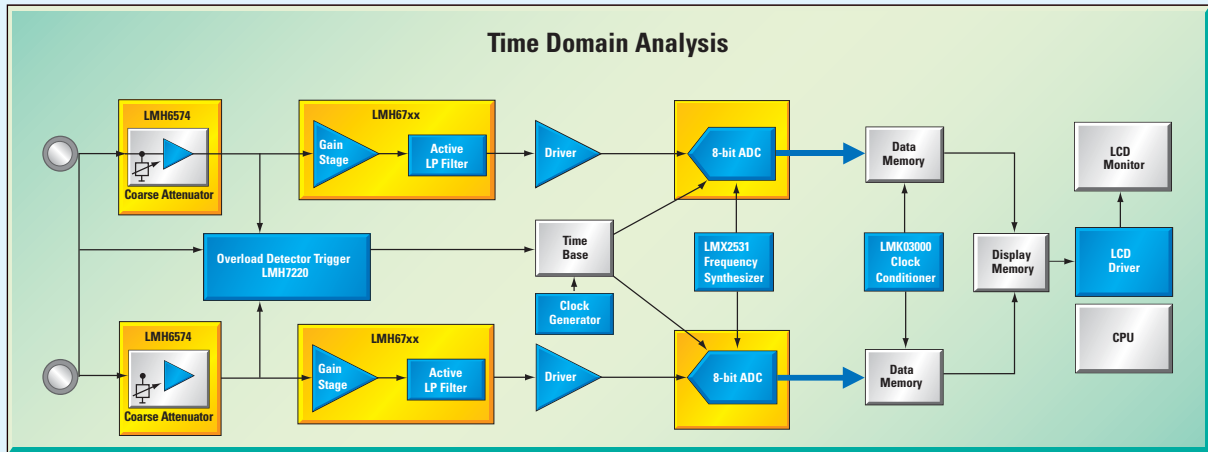 Time Domain Analysis
LMH6574
Coarse Attenuator
LMH67xx
Gain
Stage
Active
LP Filter
Driver
8-bit ADC
Data
Memory
LCD
Monitor
Overload Detector Trigger
LMH7220
Time
Base
LMX2531
Frequency
Synthesizer
LMK03000
Clock
Conditioner
Display
Memory
LCD
Driver
Clock
Generator
LMH6574
Coarse Attenuator
LMH67xx
Gain
Stage
Active
LP Filter
Driver
8-bit ADC
Data
Memory
CPU